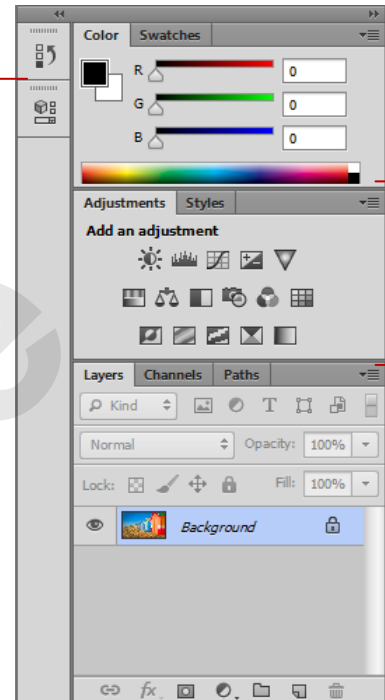 Color Swatches
R 0
G 0
B 0
Adjustments Styles
Add an adjustment
Layers Channels Paths
Kind T
Normal Opacity: 100%
Lock: Fill: 100%
Background
fx